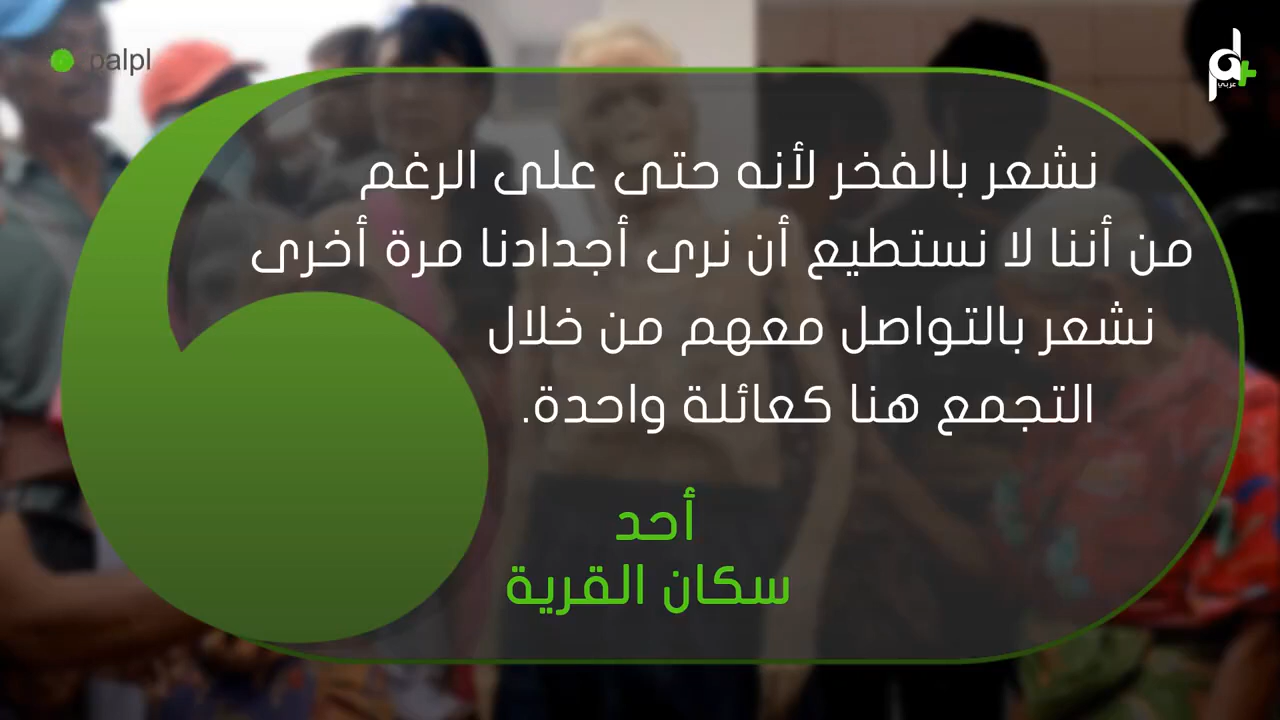 palpl
عربي
نشعر بالفخر لأنه حتى على الرغم
من أننا لا نستطيع أن نرى أجدادنا مرة أخرى
نشعر بالتواصل معهم من خلال
التجمع هنا كعائلة واحدة.
أحد
سكان القرية